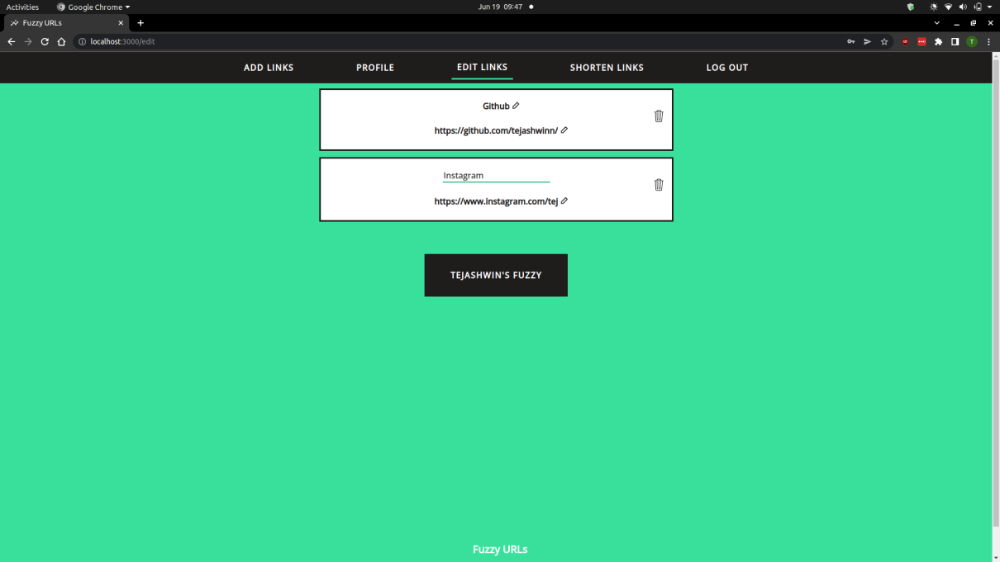 Activities Google Chrome Jun 19 09:47
Fuzzy URLs
localhost:3000/edit
T
ADD LINKS PROFILE EDIT LINKS SHORTEN LINKS LOG OUT
Github
https://github.com/tejashwinn/
Instagram
https://www.instagram.com/tej
TEJASHWIN'S FUZZY
Fuzzy URLs